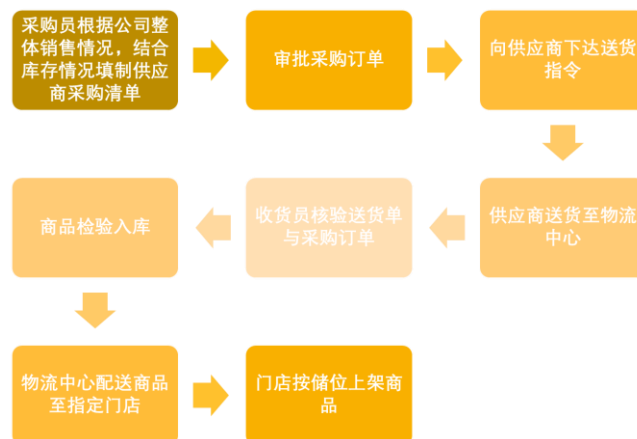 采购员根据公司整
体销售情况，结合
库存情况填制供应
商采购清单
审批采购订单
向供应商下达送货
指令
供应商送货至物流
中心
收货员核验送货单
与采购订单
商品检验入库
物流中心配送商品
至指定门店
门店按储位上架商
品